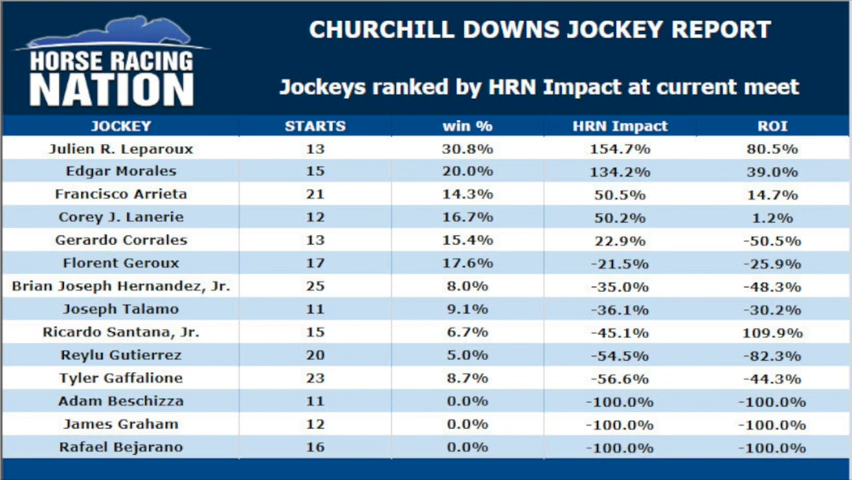 HORSE RACING
NATION
CHURCHILL DOWNS JOCKEY REPORT
Jockeys ranked by HRN Impact at current meet
JOCKEY STARTS win % HRN Impact ROI
Julien R. Leparoux 13 30.8% 154.7% 80.5%
Edgar Morales 15 20.0% 134.2% 39.0%
Francisco Arrieta 21 14.3% 50.5% 14.7%
Corey J. Lanerie 12 16.7% 50.2% 1.2%
Gerardo Corrales 13 15.4% 22.9% -50.5%
Florent Geroux 17 17.6% -21.5% -25.9%
Brian Joseph Hernandez, Jr. 25 8.0% -35.0% -48.3%
Joseph Talamo 11 9.1% -36.1% -30.2%
Ricardo Santana, Jr. 15 6.7% -45.1% 109.9%
Reylu Gutierrez 20 5.0% -54.5% -82.3%
Tyler Gaffalione 23 8.7% -56.6% -44.3%
Adam Beschizza 11 0.0% -100.0% -100.0%
James Graham 12 0.0% -100.0% -100.0%
Rafael Bejarano 16 0.0% -100.0% -100.0%